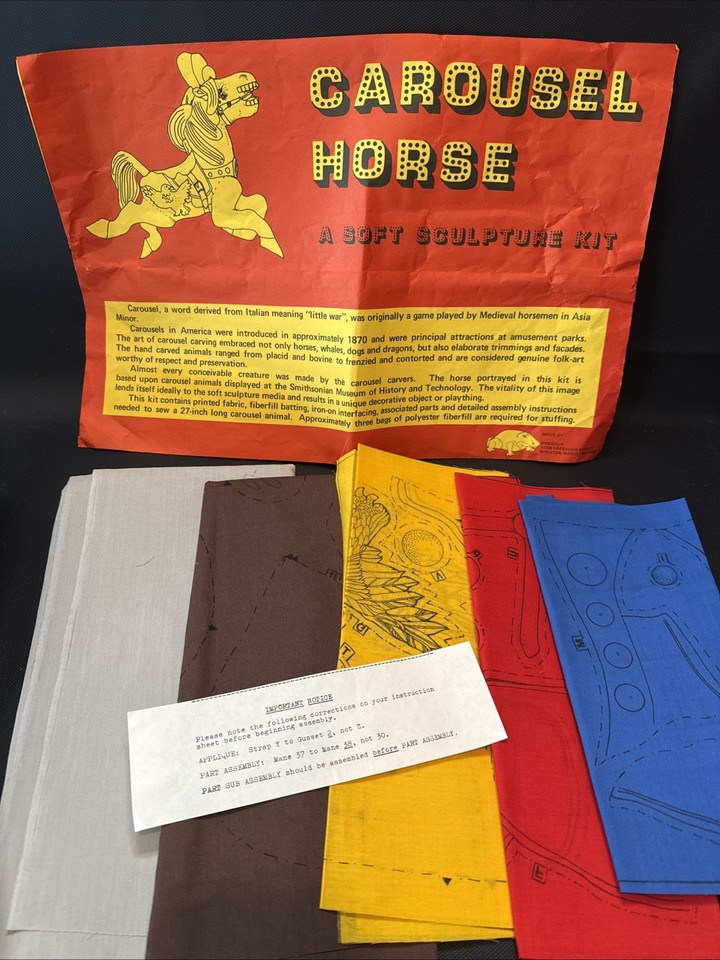 CAROUSEL
HORSE
A SOFT SCULPTURE KIT
Carousel, a word derived from Italian meaning "little war", was originally a game played by Medieval horsemen in Asia
Minor.
Carousels in America were introduced in approximately 1870 and were principal attractions at amusement parks.
The art of carousel carving embraced not only horses, whales, dogs and dragons, but also elaborate trimmings and facades.
The hand carved animals ranged from placid and bovine to frenzied and contorted and are considered genuine folk-art
worthy of respect and preservation.
Almost every conceivable creature was made by the carousel carvers. The horse portrayed in this kit is
based upon carousel animals displayed at the Smithsonian Museum of History and Technology. The vitality of this image
lends itself ideally to the soft sculpture media and results in a unique decorative object or plaything.
This kit contains printed fabric, fiberfill batting, iron-on interfacing, associated parts and detailed assembly instructions
needed to sew a 27-inch long carousel animal. Approximately three bags of polyester fiberfill are required for stuffing.
IMPORTANT NOTICE
Please note the following corrections on your instruction
sheet before beginning assembly.
APPLIQUE: Strap Y to Gusset 2, not Z.
PART ASSEMBLY: Mane 37 to Mane 38, not 30.
PART SUB ASSEMBLY should be assembled before PART ASSEMBLY.
A
U
H
M
F